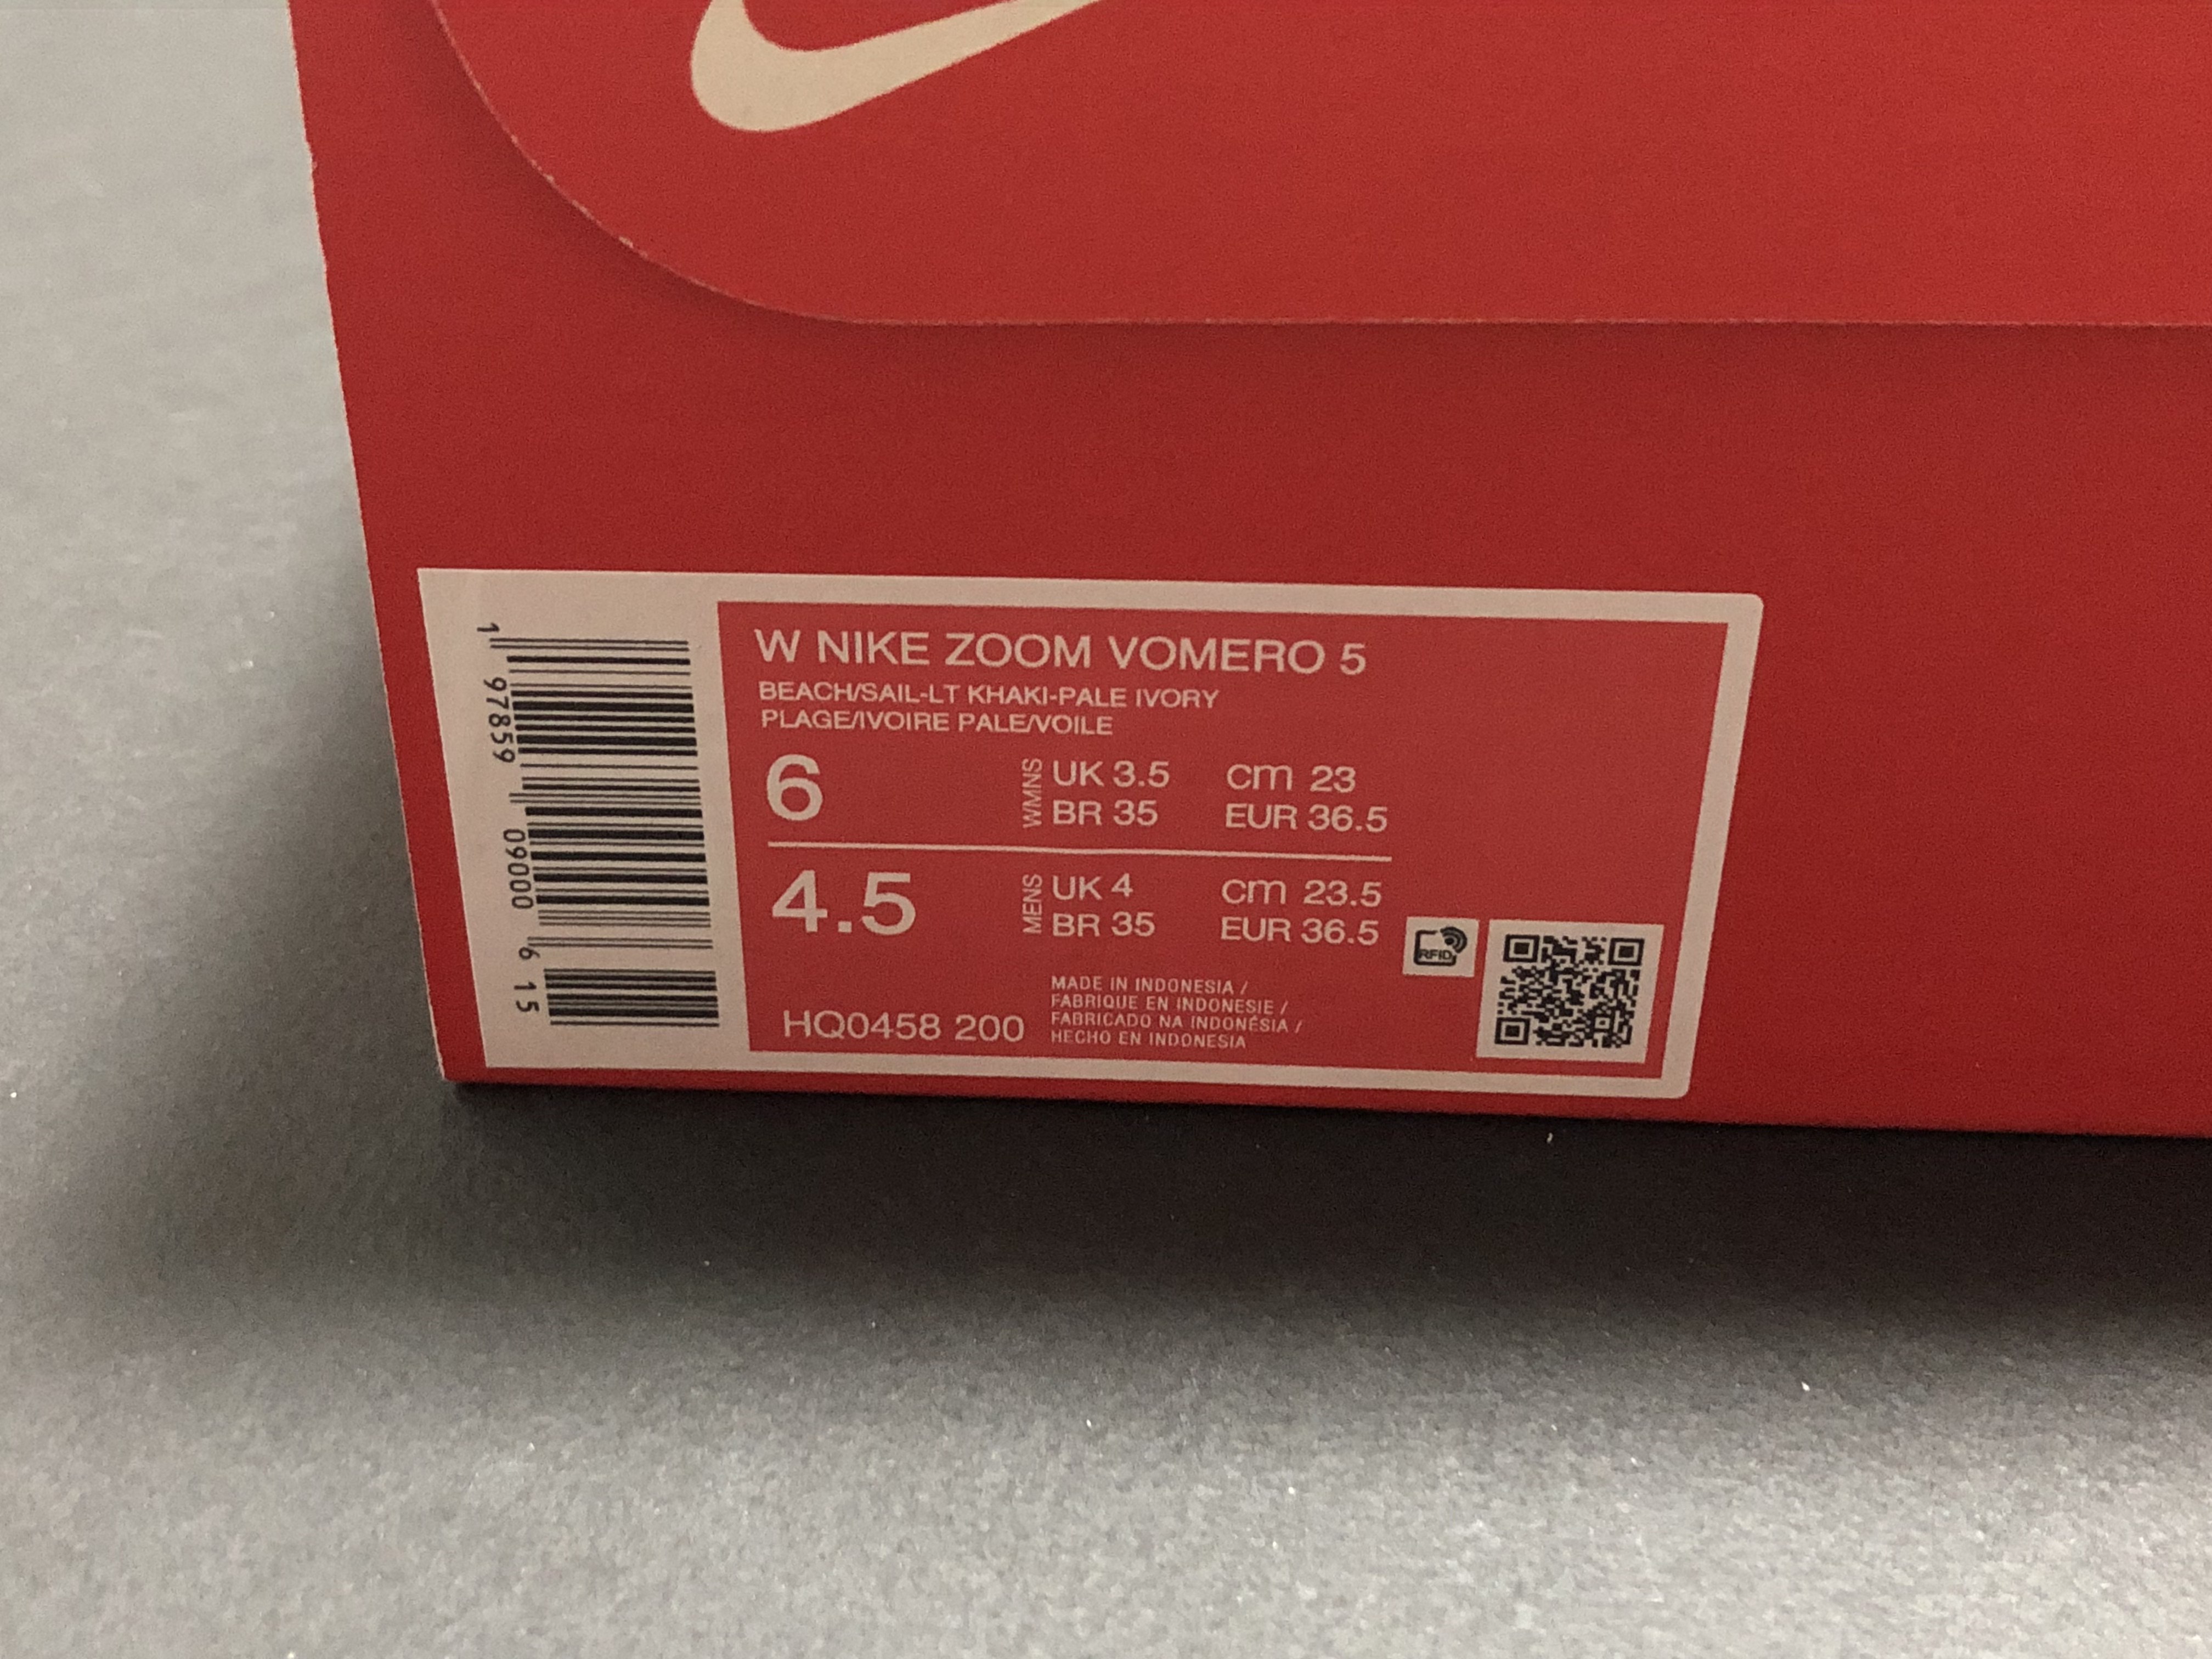 W NIKE ZOOM VOMERO 5
BEACH/SAIL-LT KHAKI-PALE IVORY
PLAGE/IVOIRE PALE/VOILE
6 WMNS UK 3.5 cm 23
BR 35 EUR 36.5
4.5 MENS UK 4 cm 23.5
BR 35 EUR 36.5
HQ0458 200
MADE IN INDONESIA /
FABRIQUE EN INDONESIE /
FABRICADO NA INDONÉSIA /
HECHO EN INDONESIA
RFID
1 97859 09000 6 15